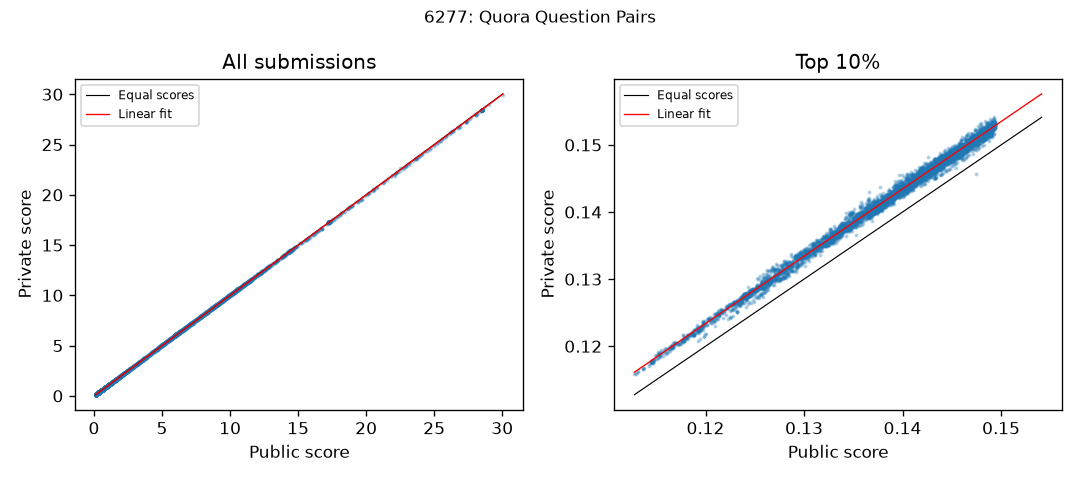 6277: Quora Question Pairs
All submissions
Equal scores
Linear fit
Private score
30
25
20
15
10
5
0
0 5 10 15 20 25 30
Public score
Top 10%
Equal scores
Linear fit
Private score
0.15
0.14
0.13
0.12
0.12 0.13 0.14 0.15
Public score